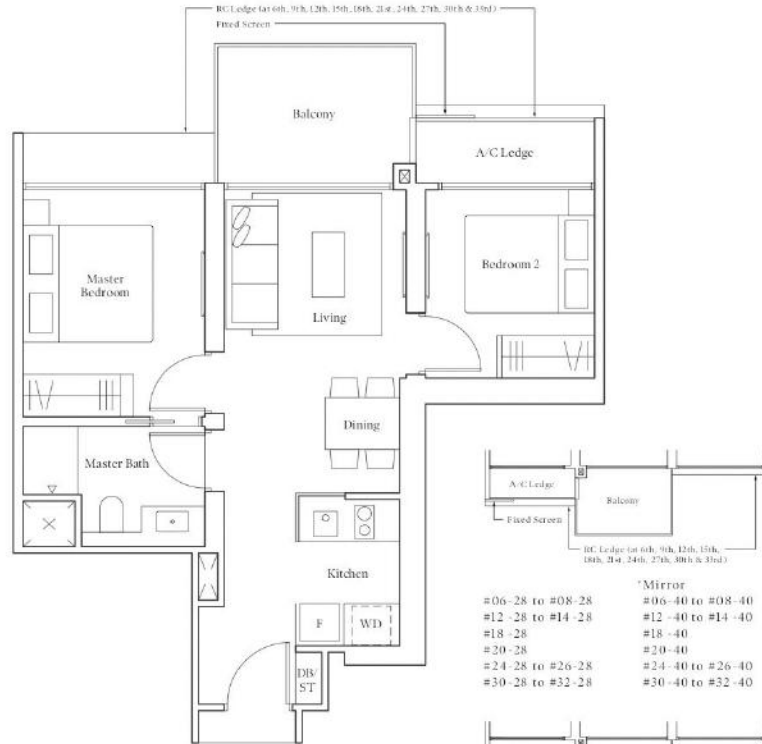 RC Ledge (at 6th, 9th, 12th, 15th, 18th, 21st, 24th, 27th, 30th & 33rd)
Fixed Screen
Balcony
A/C Ledge
Master
Bedroom
Living
Bedroom 2
Dining
Master Bath
Kitchen
F
WD
DB/
ST
A/C Ledge
Balcony
Fixed Screen
RC Ledge (at 6th, 9th, 12th, 15th,
18th, 21st, 24th, 27th, 30th & 33rd)
*Mirror
#06-28 to #08-28 #06-40 to #08-40
#12-28 to #14-28 #12-40 to #14-40
#18-28 #18-40
#20-28 #20-40
#24-28 to #26-28 #24-40 to #26-40
#30-28 to #32-28 #30-40 to #32-40